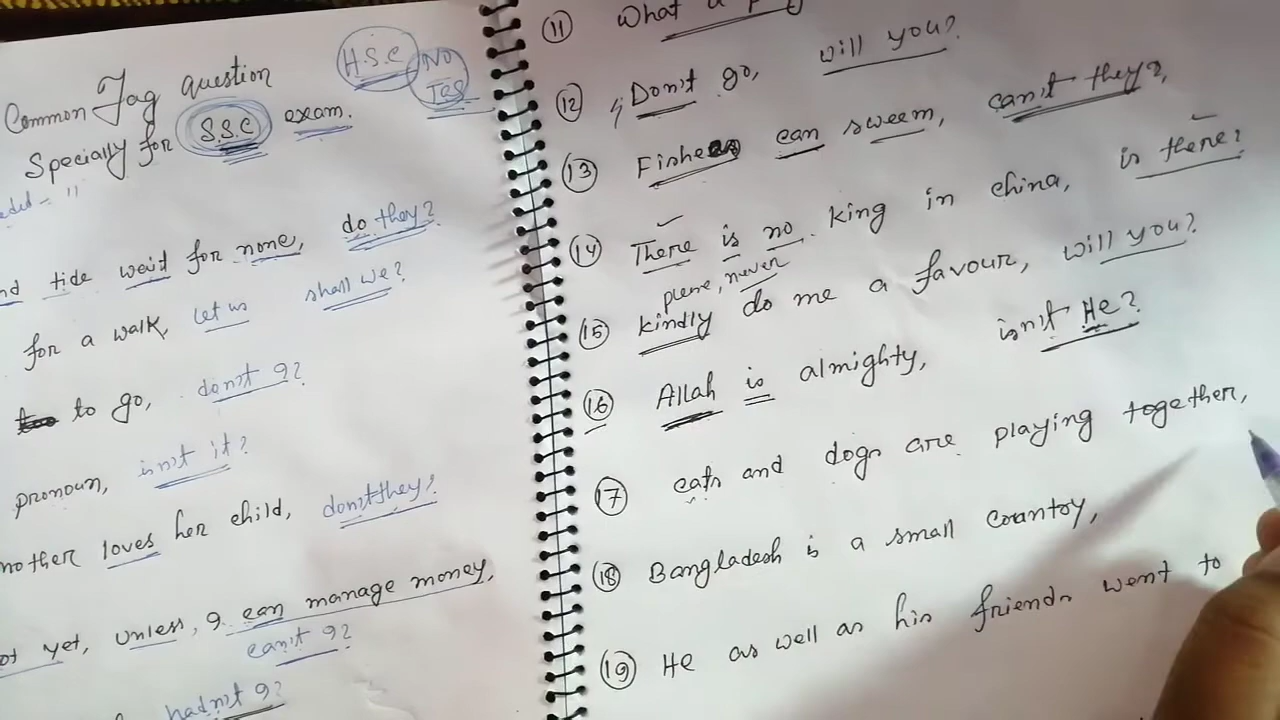 Common Tag question
H.S.C
NO
Yes
Specially for S.S.C exam.
tide wait for none, do they?
for a walk, let us shall we?
to go, don't I?
pronoun, isn't it?
mother loves her child, don't they?
yet, unless, I can manage money,
can't I?
hadn't I?
(11) What a
(12) Don't go, will you?
(13) Fishes can sweem, can't they?
(14) There is no king in china, is there?
please, never
(15) kindly do me a favour, will you?
(16) Allah is almighty, isn't He?
(17) cats and dogs are playing together,
(18) Bangladesh is a small country,
(19) He as well as his friends went to